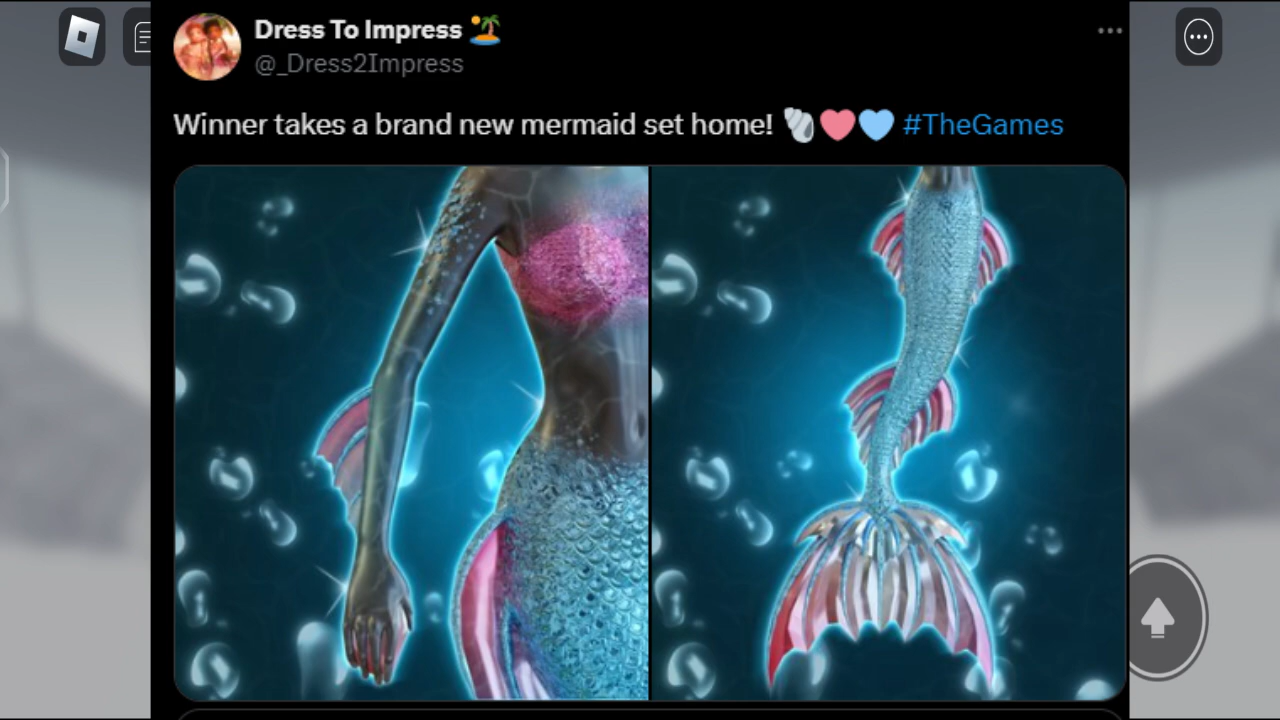 Dress To Impress 🏝️
@_Dress2Impress
Winner takes a brand new mermaid set home! 🐚🩷🩵 #TheGames